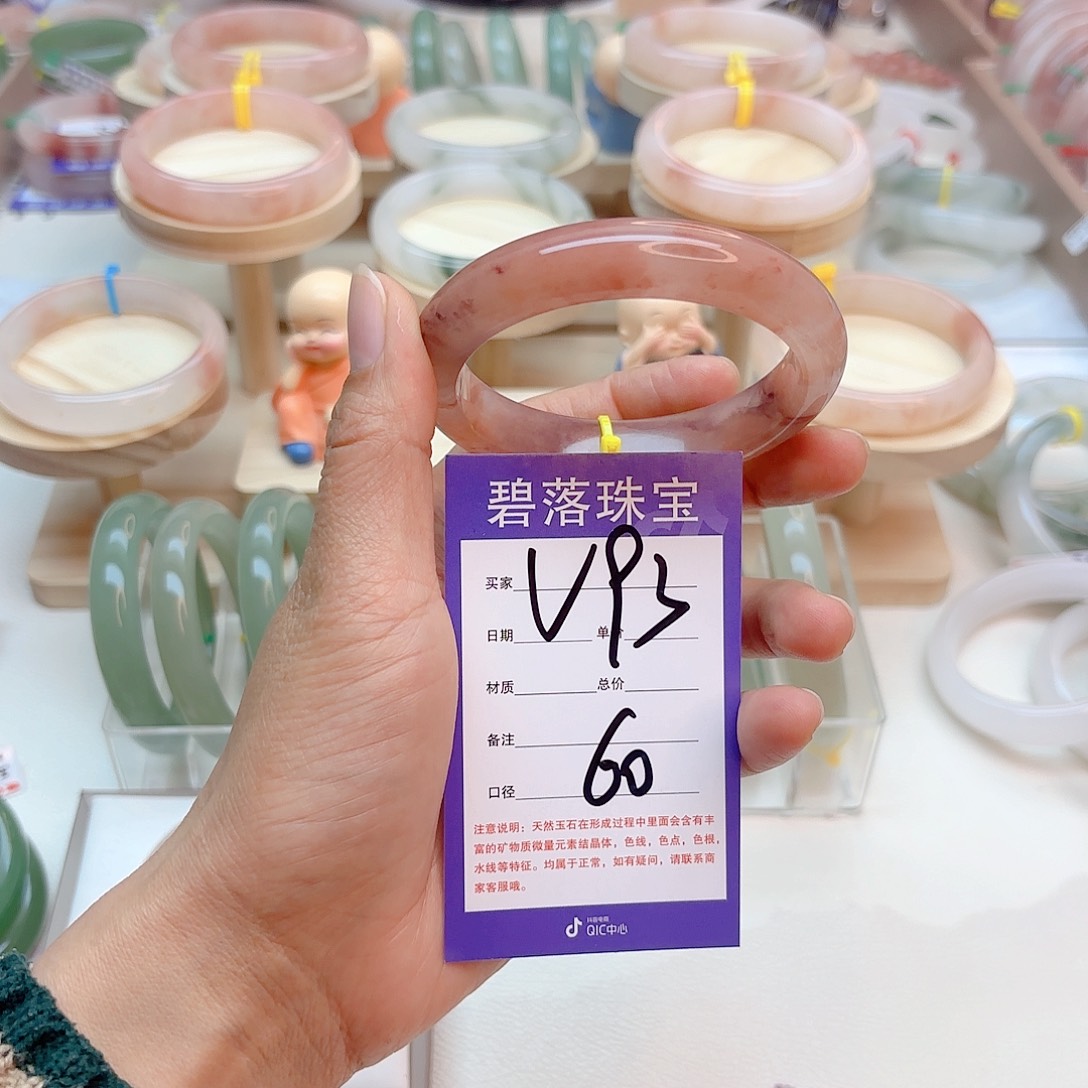 碧落珠宝
买家
VP3
日期 单价
材质 总价
备注
60
口径
注意说明：天然玉石在形成过程中里面会含有丰
富的矿物质微量元素结晶体，色线，色点，色根，
水线等特征。均属于正常，如有疑问，请联系商
家客服哦。
抖音电商
QIC中心